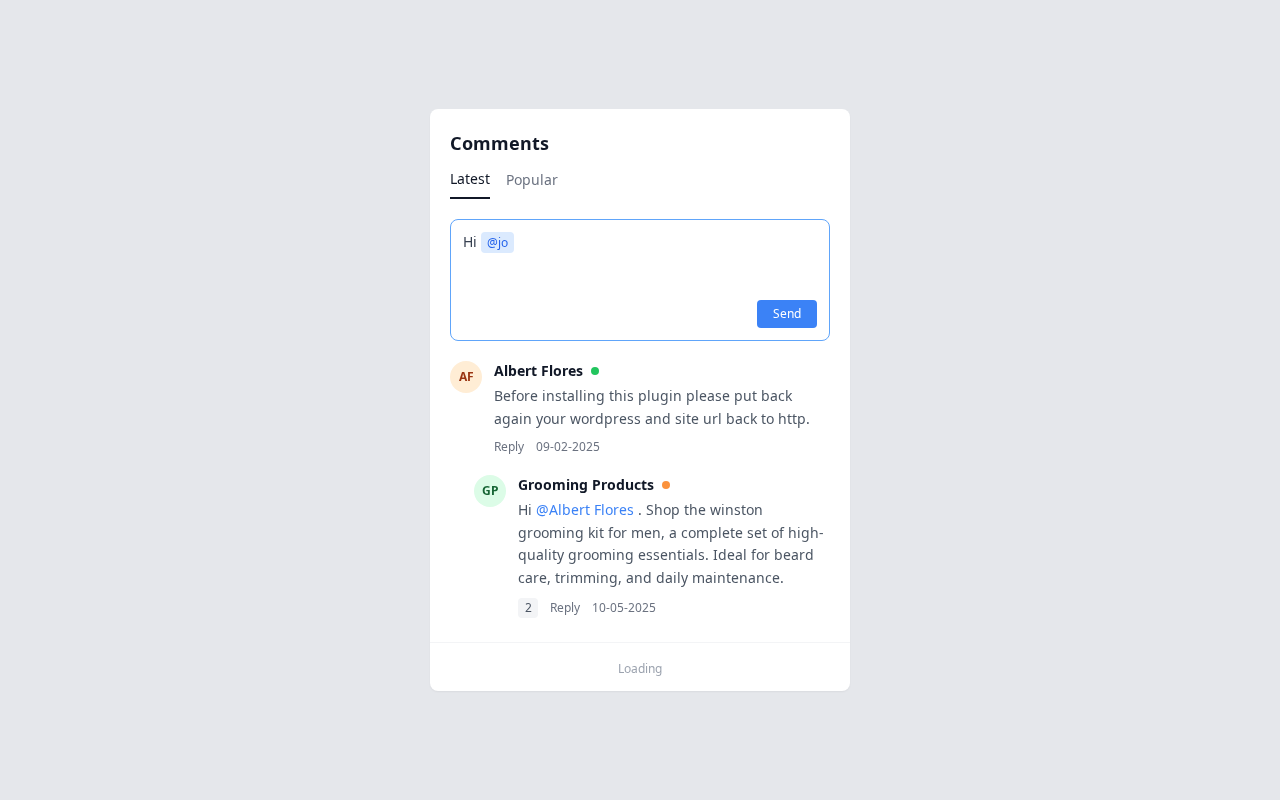 Comments
Latest Popular
Hi @jo
Send
AF Albert Flores
Before installing this plugin please put back
again your wordpress and site url back to http.
Reply 09-02-2025
GP Grooming Products
Hi @Albert Flores . Shop the winston
grooming kit for men, a complete set of high-
quality grooming essentials. Ideal for beard
care, trimming, and daily maintenance.
2 Reply 10-05-2025
Loading